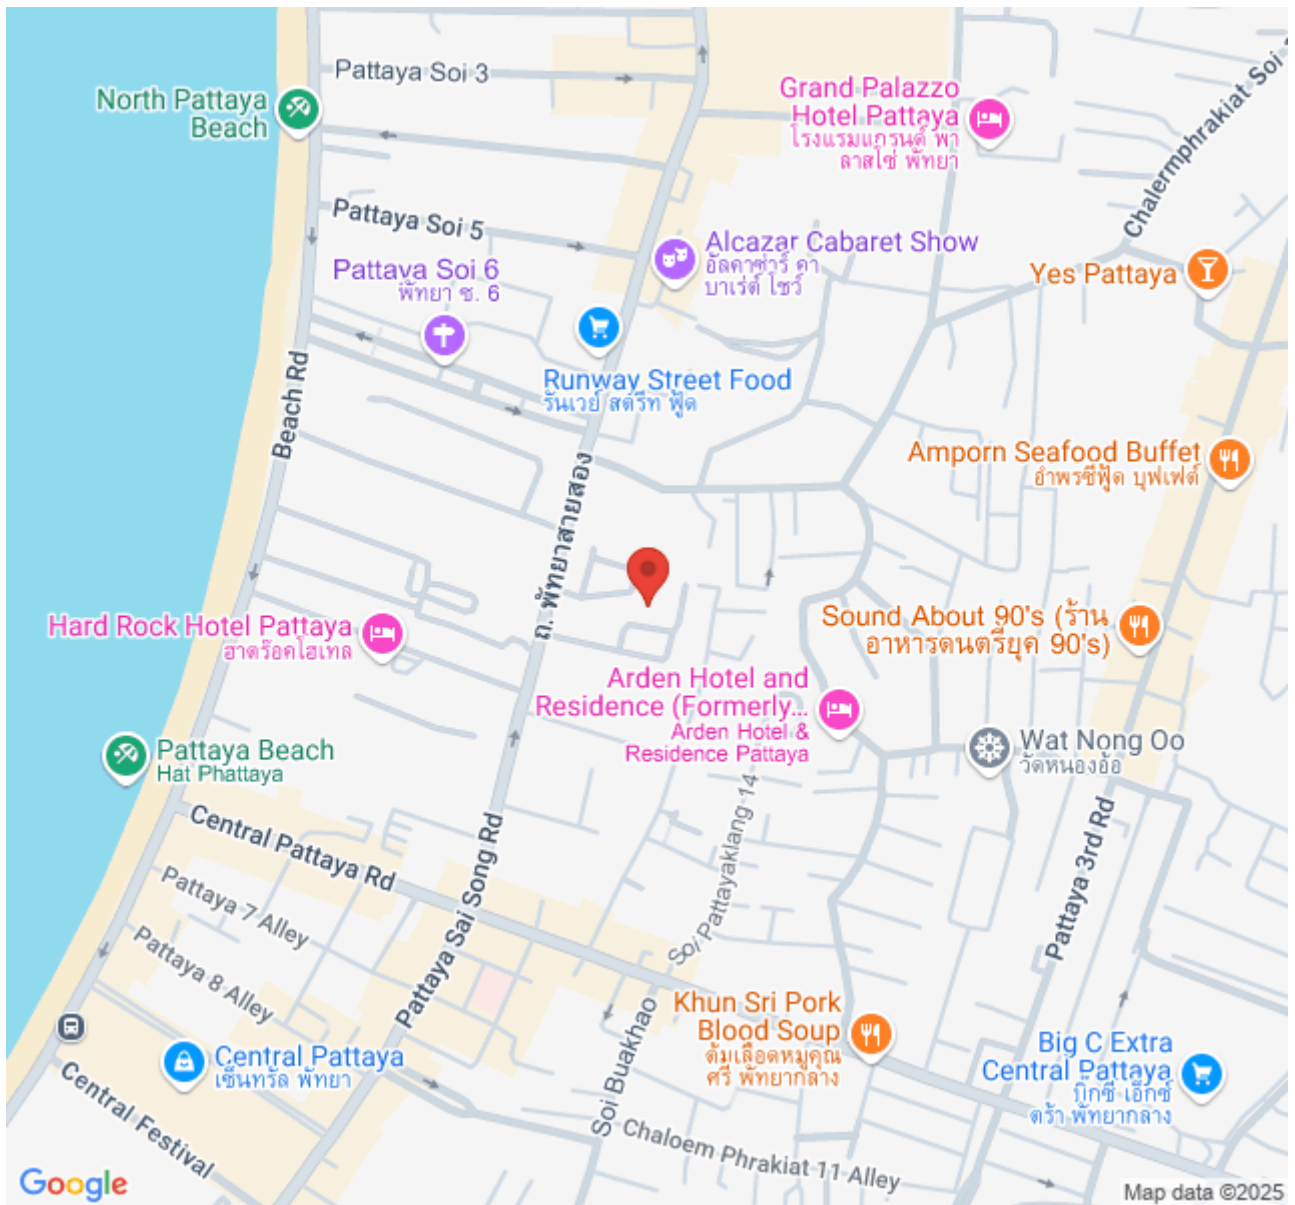 Pattaya Soi 3
North Pattaya
Beach
Grand Palazzo
Hotel Pattaya
โรงแรมแกรนด์ พา
ลาสโซ่ พัทยา
Chalermphrakiat Soi
Pattaya Soi 5
Alcazar Cabaret Show
อัลคาซ่าร์ คา
บาเร่ต์ โชว์
Pattaya Soi 6
พัทยา ซ. 6
Yes Pattaya
Runway Street Food
รันเวย์ สตรีท ฟู้ด
Beach Rd
Amporn Seafood Buffet
อำพรซีฟู้ด บุฟเฟต์
ถ. พัทยาสายสอง
Hard Rock Hotel Pattaya
ฮาดร๊อคโฮเทล
Sound About 90's (ร้าน
อาหารดนตรียุค 90's)
Arden Hotel and
Residence (Formerly...
Arden Hotel &
Residence Pattaya
Wat Nong Oo
วัดหนองอ้อ
Pattaya Beach
Hat Phattaya
Central Pattaya Rd
Pattaya Sai Song Rd
Soi Pattayaklang 14
Pattaya 3rd Rd
Pattaya 7 Alley
Pattaya 8 Alley
Khun Sri Pork
Blood Soup
ต้มเลือดหมูคุณ
ศรี พัทยากลาง
Soi Buakhao
Central Pattaya
เซ็นทรัล พัทยา
Big C Extra
Central Pattaya
บิ๊กซี เอ็กซ์
ตร้า พัทยากลาง
Central Festival
Chaloem Phrakiat 11 Alley
Google
Map data ©2025